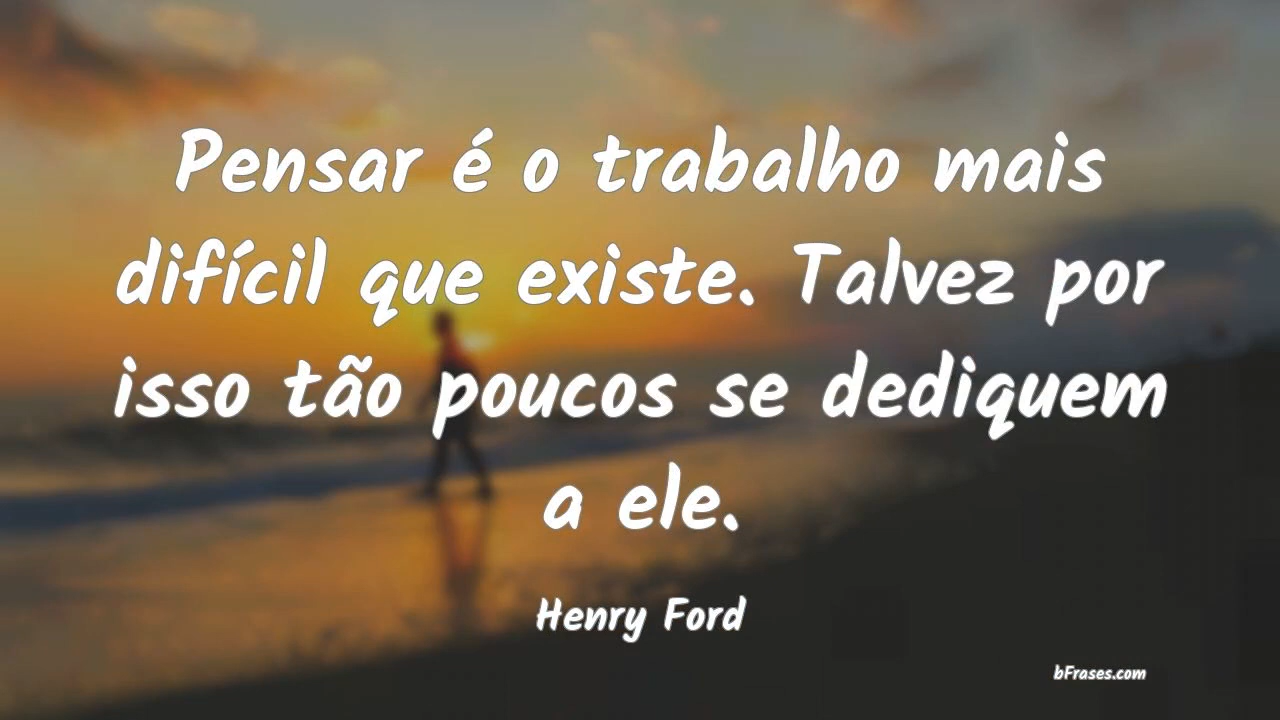 Pensar é o trabalho mais
difícil que existe. Talvez por
isso tão poucos se dediquem
a ele.
Henry Ford
bFrases.com